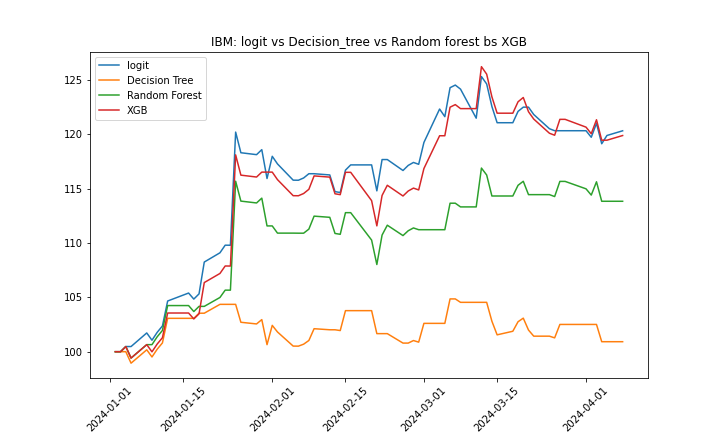 IBM: logit vs Decision_tree vs Random forest bs XGB
logit
Decision Tree
Random Forest
XGB
125
120
115
110
105
100
2024-01-01
2024-01-15
2024-02-01
2024-02-15
2024-03-01
2024-03-15
2024-04-01